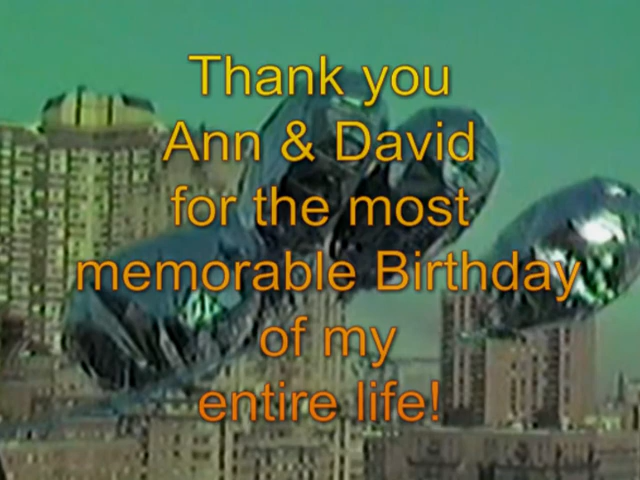 Thank you
Ann & David
for the most
memorable Birthday
of my
entire life!